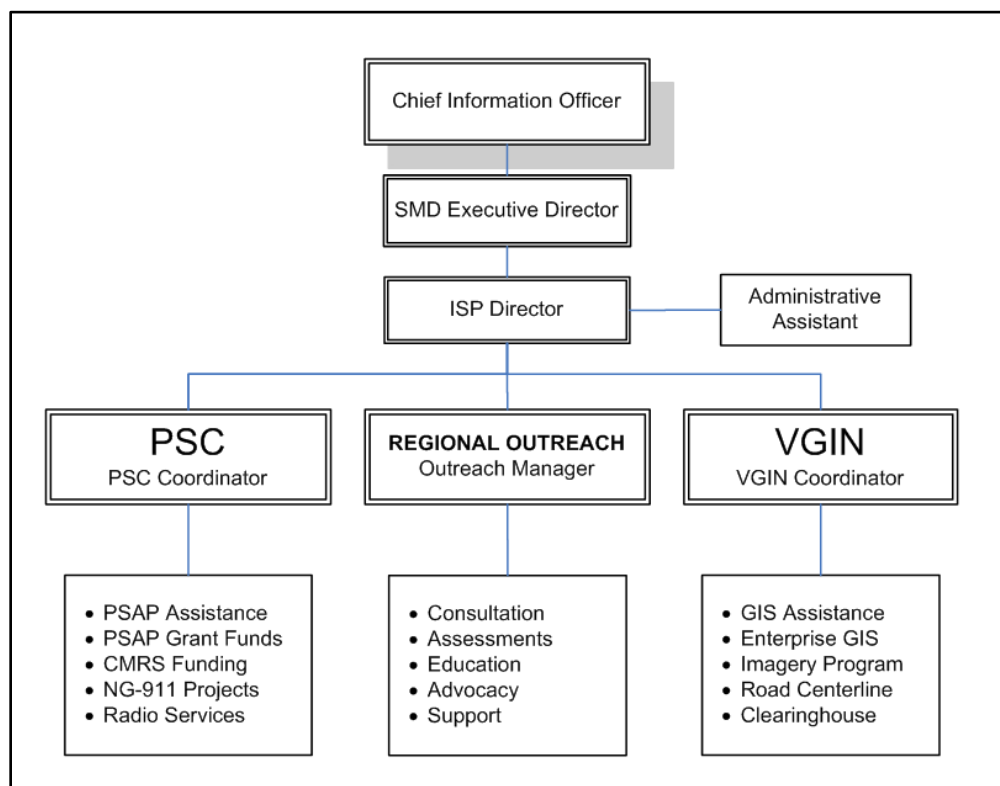 Chief Information Officer
SMD Executive Director
ISP Director
Administrative
Assistant
PSC
PSC Coordinator
REGIONAL OUTREACH
Outreach Manager
VGIN
VGIN Coordinator
• PSAP Assistance
• PSAP Grant Funds
• CMRS Funding
• NG-911 Projects
• Radio Services
• Consultation
• Assessments
• Education
• Advocacy
• Support
• GIS Assistance
• Enterprise GIS
• Imagery Program
• Road Centerline
• Clearinghouse